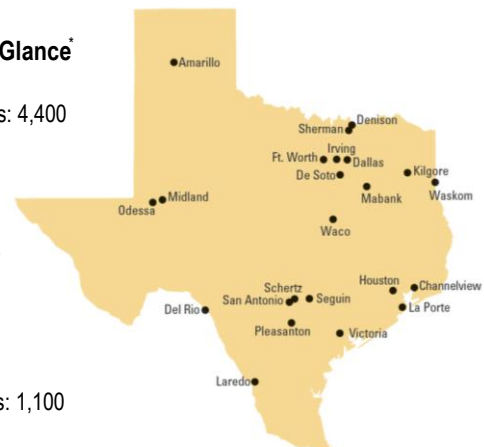 Glance*
s: 4,400
s: 1,100
Amarillo
Denison
Sherman
Irving
Ft. Worth
Dallas
De Soto
Kilgore
Mabank
Waskom
Midland
Odessa
Waco
Houston
Channelview
Schertz
San Antonio
Seguin
La Porte
Del Rio
Pleasanton
Victoria
Laredo